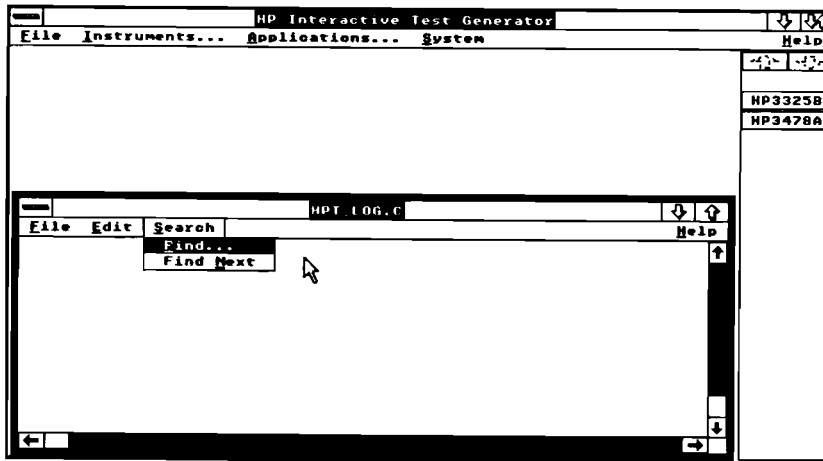 HP Interactive Test Generator
File Instruments... Applications... System Help
HP3325B
HP3478A
HPT_LOG.C
File Edit Search Help
Find...
Find Next